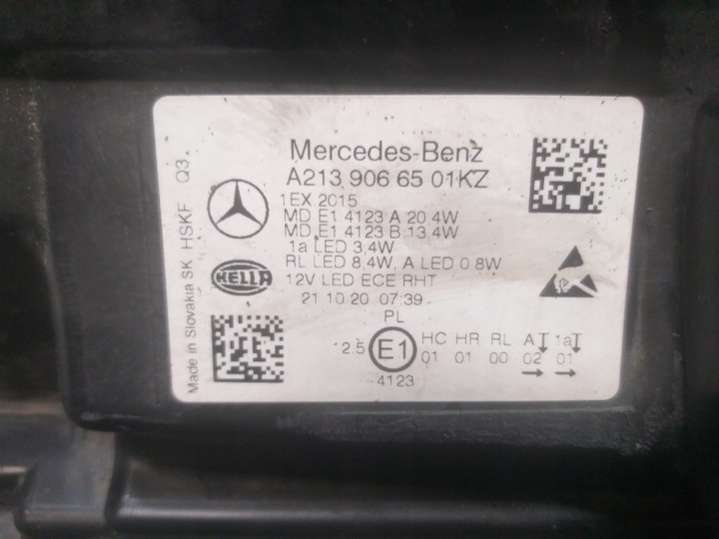 Mercedes-Benz
A213 906 65 01KZ
1EX 2015
MD E1 4123 A 20.4W
MD E1 4123 B 13.4W
1a LED 3,4W
RL LED 8.4W, A LED 0.8W
12V LED ECE RHT
21 10 20 07:39
PL
HELLA
Made in Slovakia SK HSKF Q3.
12.5 E1 HC HR RL A 1a
01 01 00 02 01
4123